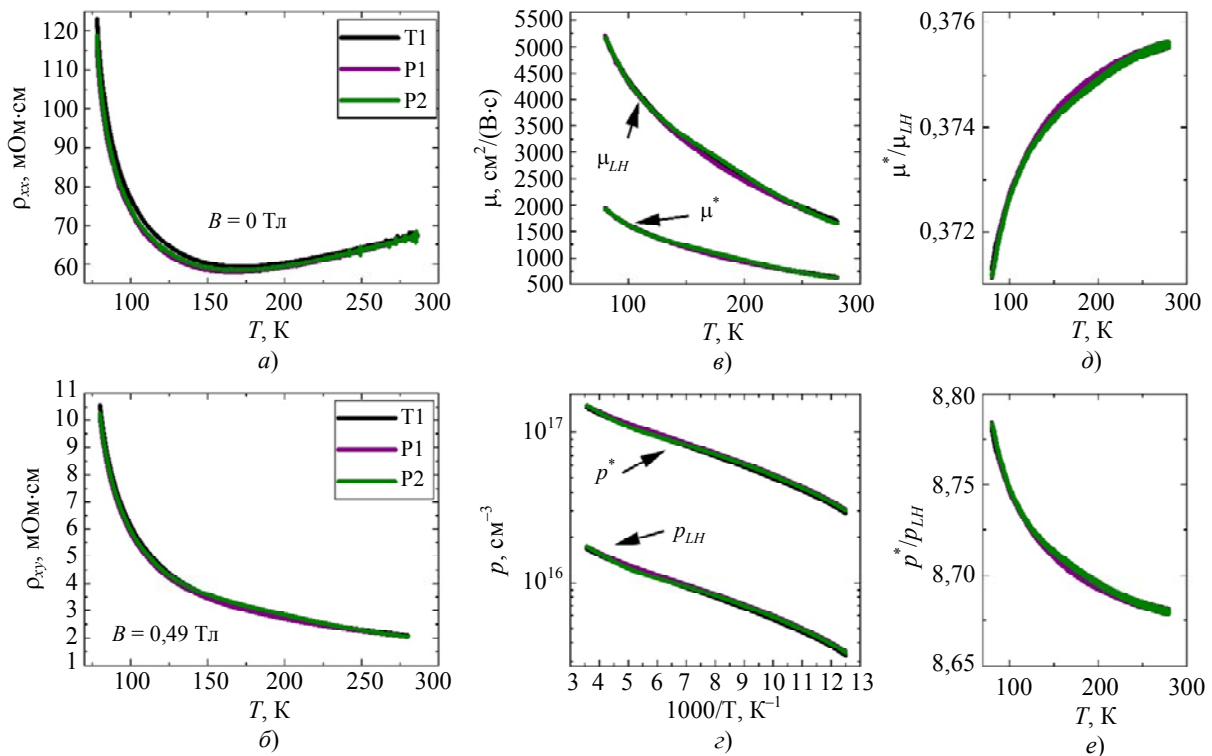 120
110
100
90
80
70
60
ρxx, мОм·см
T1
P1
P2
B = 0 Тл
100 150 200 250 300
T, К
а)
5500
5000
4500
4000
3500
3000
2500
2000
1500
1000
500
μ, см²/(В·с)
μLH
μ*
100 200 300
T, К
в)
0,376
0,374
0,372
μ*/μLH
100 200 300
T, К
д)
11
10
9
8
7
6
5
4
3
2
1
ρxy, мОм·см
T1
P1
P2
B = 0,49 Тл
100 150 200 250 300
T, К
б)
10¹⁷
10¹⁶
p, см⁻³
p*
pLH
3 4 5 6 7 8 9 10 11 12 13
1000/T, К⁻¹
г)
8,80
8,75
8,70
8,65
p*/pLH
100 200 300
T, К
е)